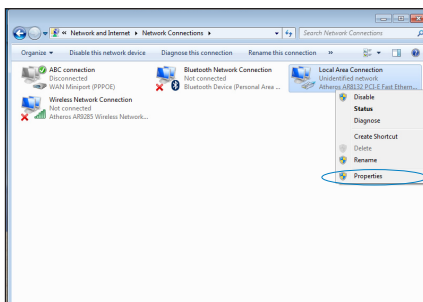 « Network and Internet ▸ Network Connections ▸
Search Network Connections
Organize ▾ Disable this network device Diagnose this connection Rename this connection »
ABC connection
Disconnected
WAN Miniport (PPPOE)
Bluetooth Network Connection
Not connected
Bluetooth Device (Personal Area ...
Local Area Connection
Unidentified network
Atheros AR8132 PCI-E Fast Ethern...
Wireless Network Connection
Not connected
Atheros AR9285 Wireless Network...
Disable
Status
Diagnose
Create Shortcut
Delete
Rename
Properties